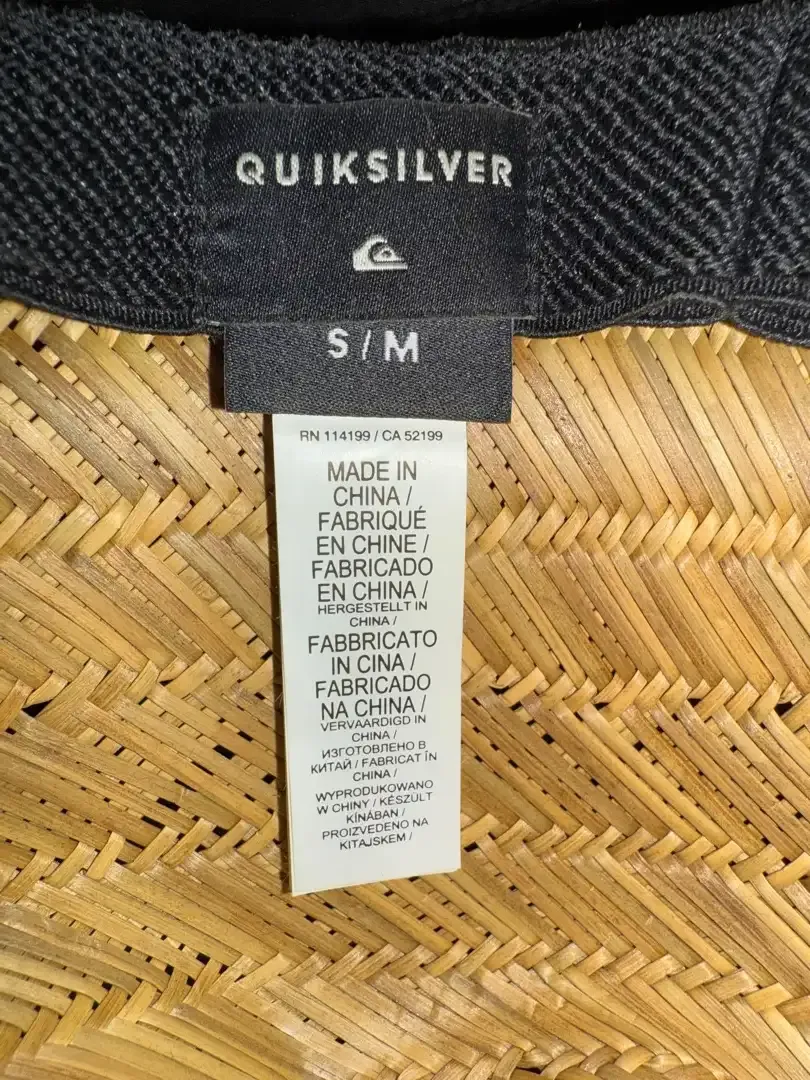 QUIKSILVER
S/M
RN 114199 / CA 52199
MADE IN
CHINA /
FABRIQUÉ
EN CHINE /
FABRICADO
EN CHINA /
HERGESTELLT IN
CHINA /
FABBRICATO
IN CINA /
FABRICADO
NA CHINA /
VERVAARDIGD IN
CHINA /
ИЗГОТОВЛЕНО В
КИТАЙ / FABRICAT ÎN
CHINA /
WYPRODUKOWANO
W CHINY / KÉSZÜLT
KÍNÁBAN /
PROIZVEDENO NA
KITAJSKEM /